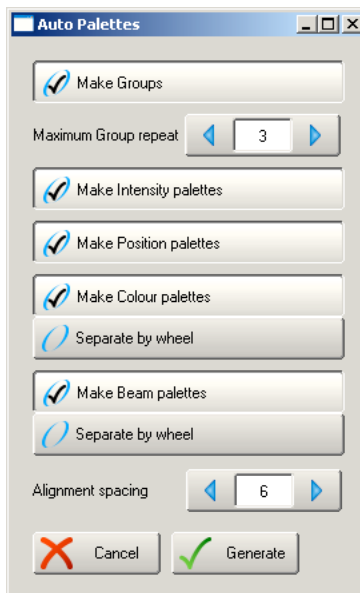 Auto Palettes
Make Groups
Maximum Group repeat 3
Make Intensity palettes
Make Position palettes
Make Colour palettes
Separate by wheel
Make Beam palettes
Separate by wheel
Alignment spacing 6
Cancel Generate